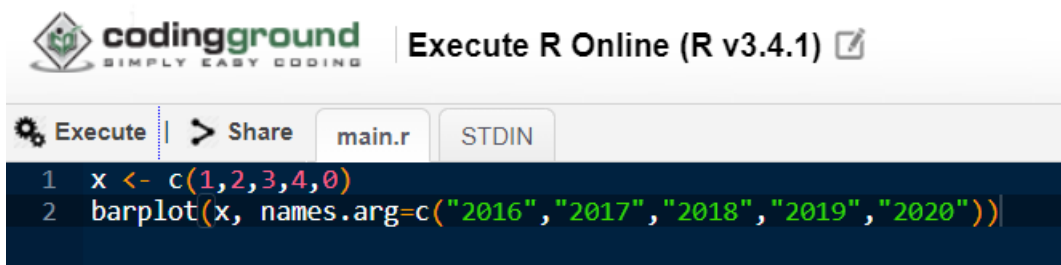 codingground
SIMPLY EASY CODING
Execute R Online (R v3.4.1)
Execute | Share main.r STDIN
1 x <- c(1,2,3,4,0)
2 barplot(x, names.arg=c("2016","2017","2018","2019","2020"))